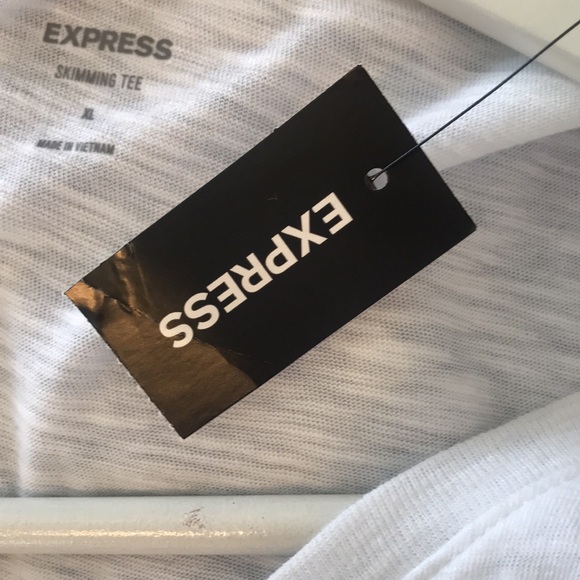 EXPRESS
SKIMMING TEE
XL
MADE IN VIETNAM
EXPRESS